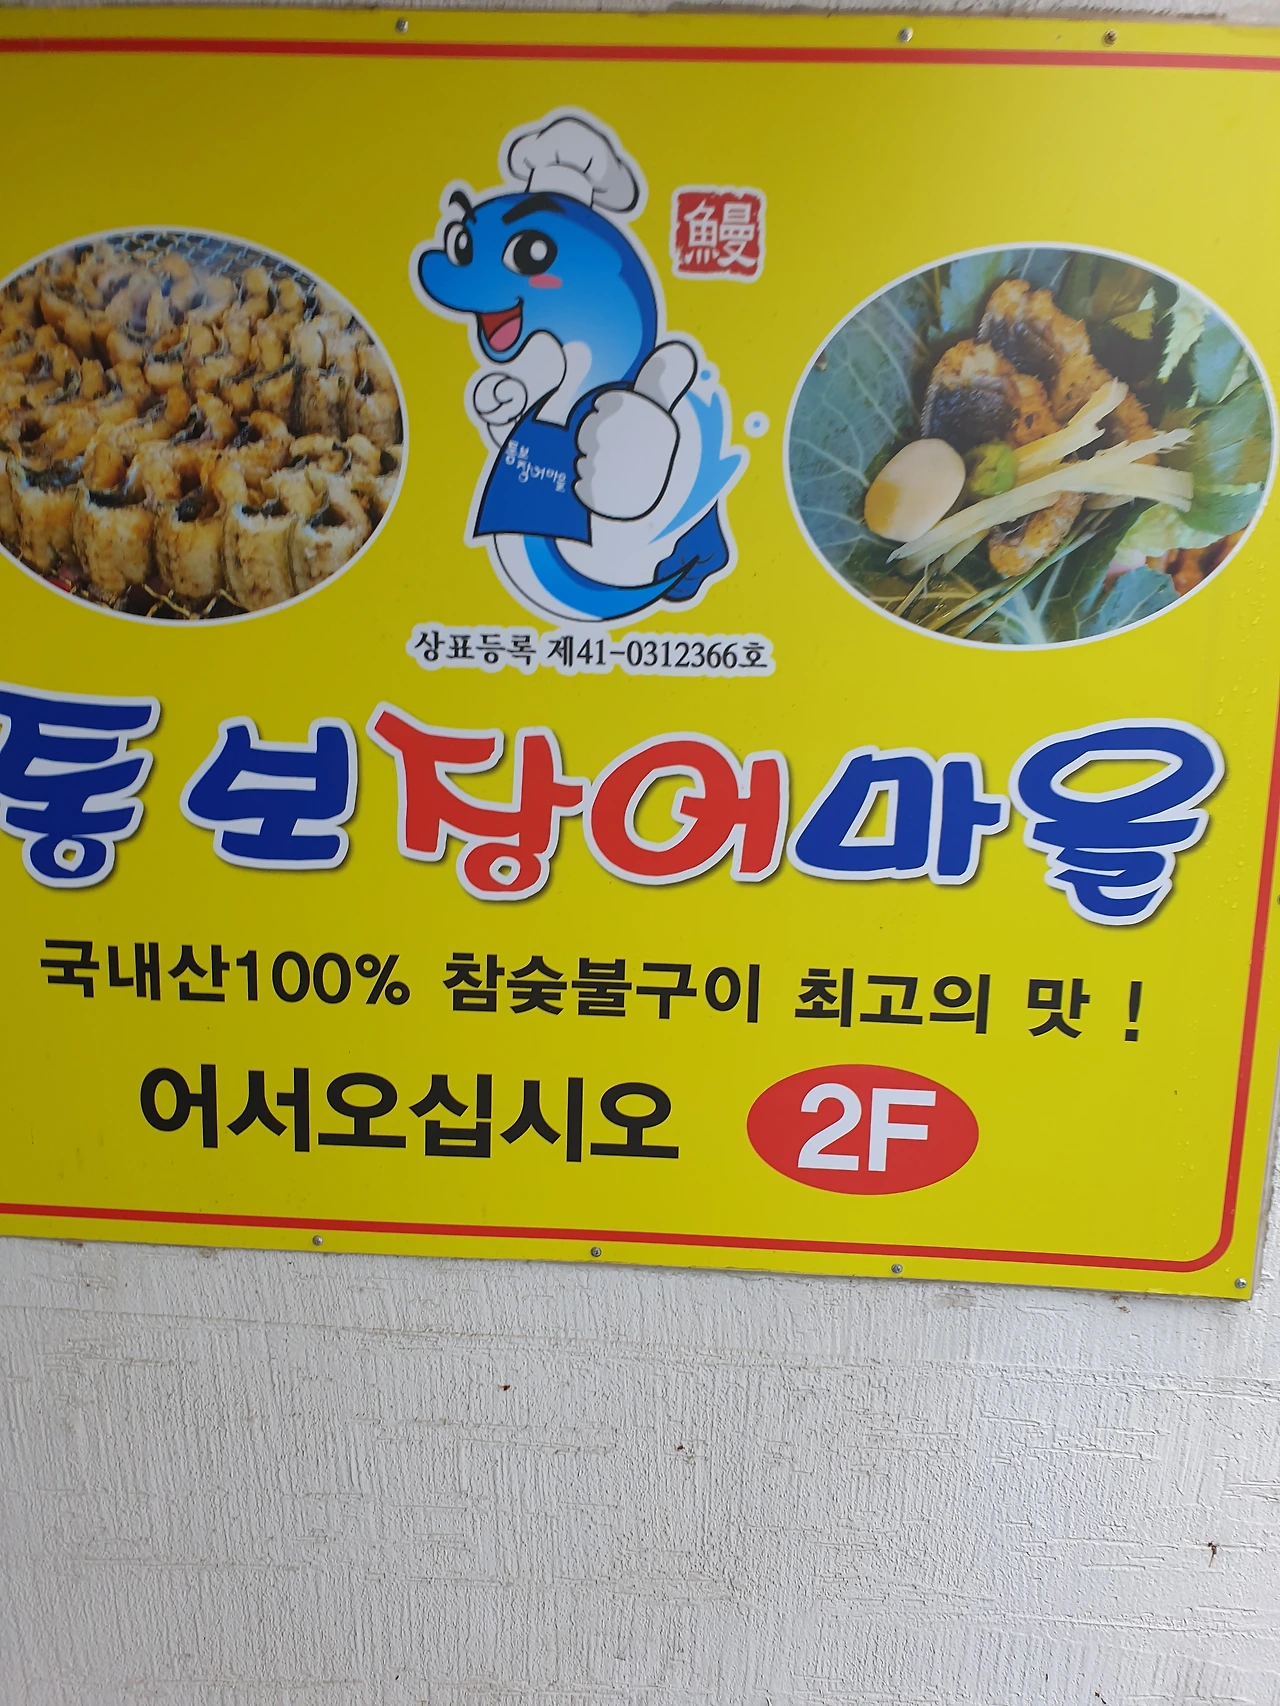 鰻
통보
장어마을
상표등록 제41-0312366호
통보장어마을
국내산100% 참숯불구이 최고의 맛 !
어서오십시오 2F